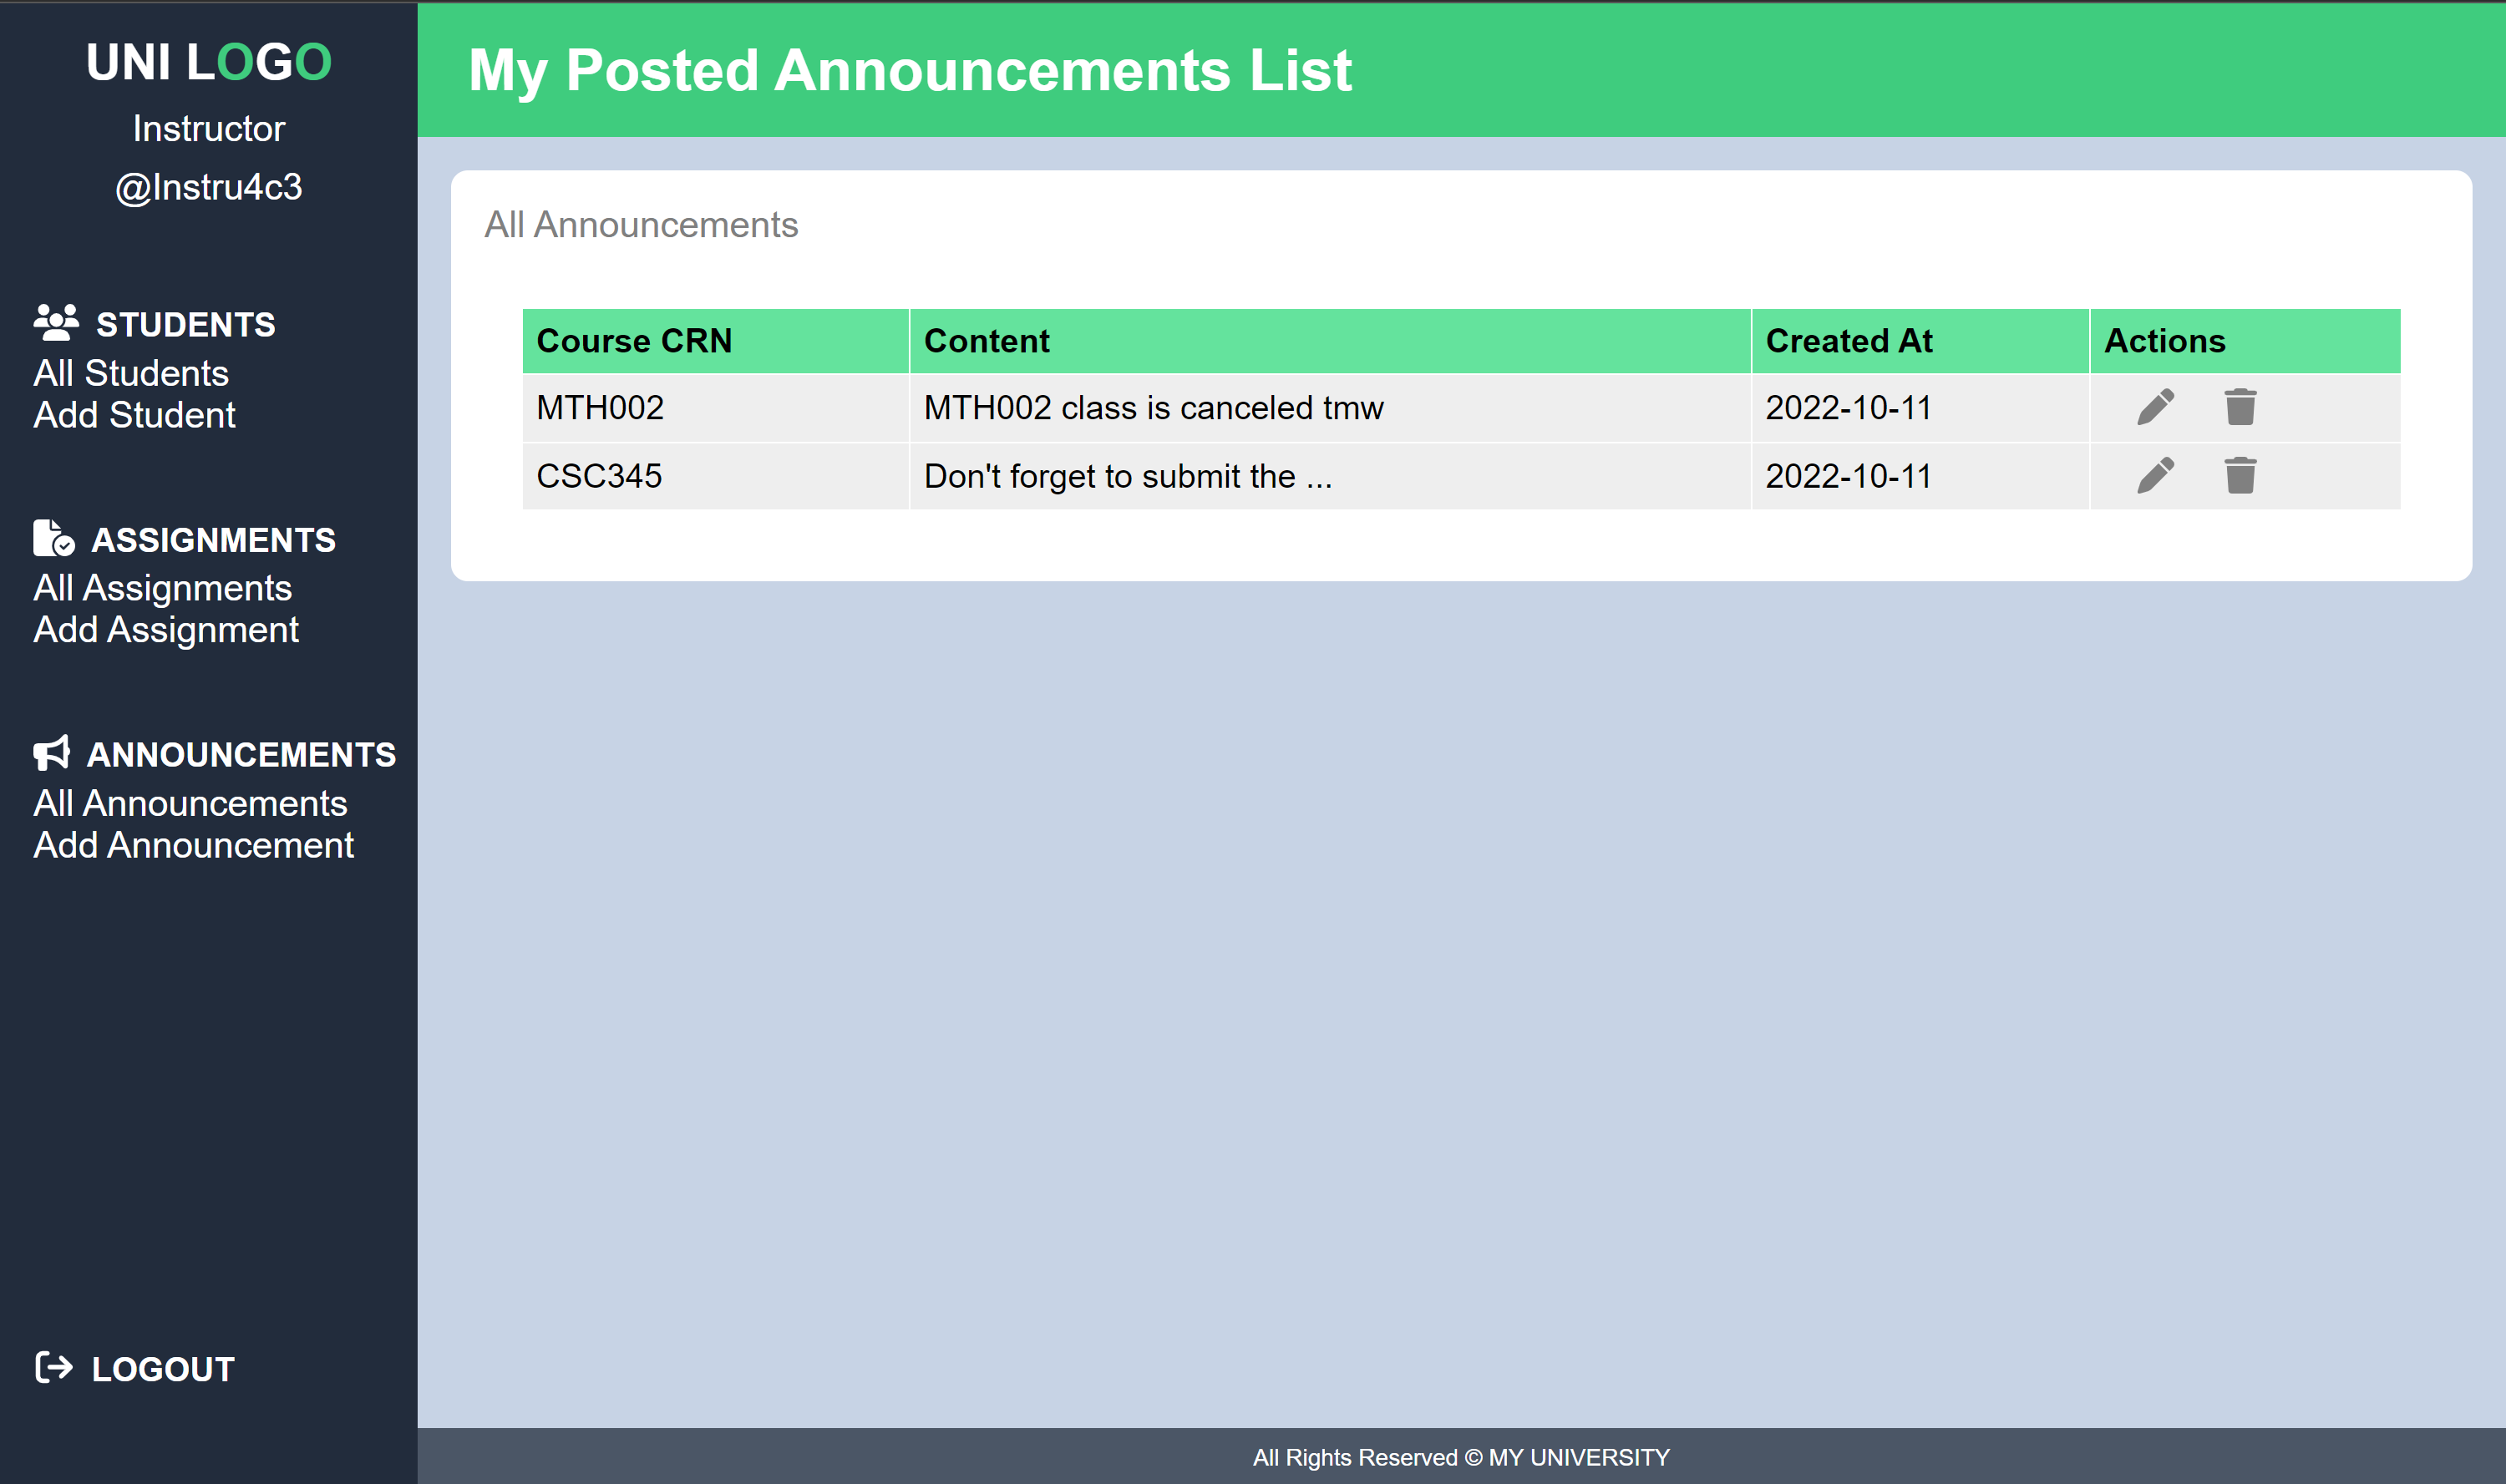 UNI LOGO
Instructor
@Instru4c3
STUDENTS
All Students
Add Student
ASSIGNMENTS
All Assignments
Add Assignment
ANNOUNCEMENTS
All Announcements
Add Announcement
LOGOUT
My Posted Announcements List
All Announcements
Course CRN Content Created At Actions
MTH002 MTH002 class is canceled tmw 2022-10-11
CSC345 Don't forget to submit the ... 2022-10-11
All Rights Reserved © MY UNIVERSITY